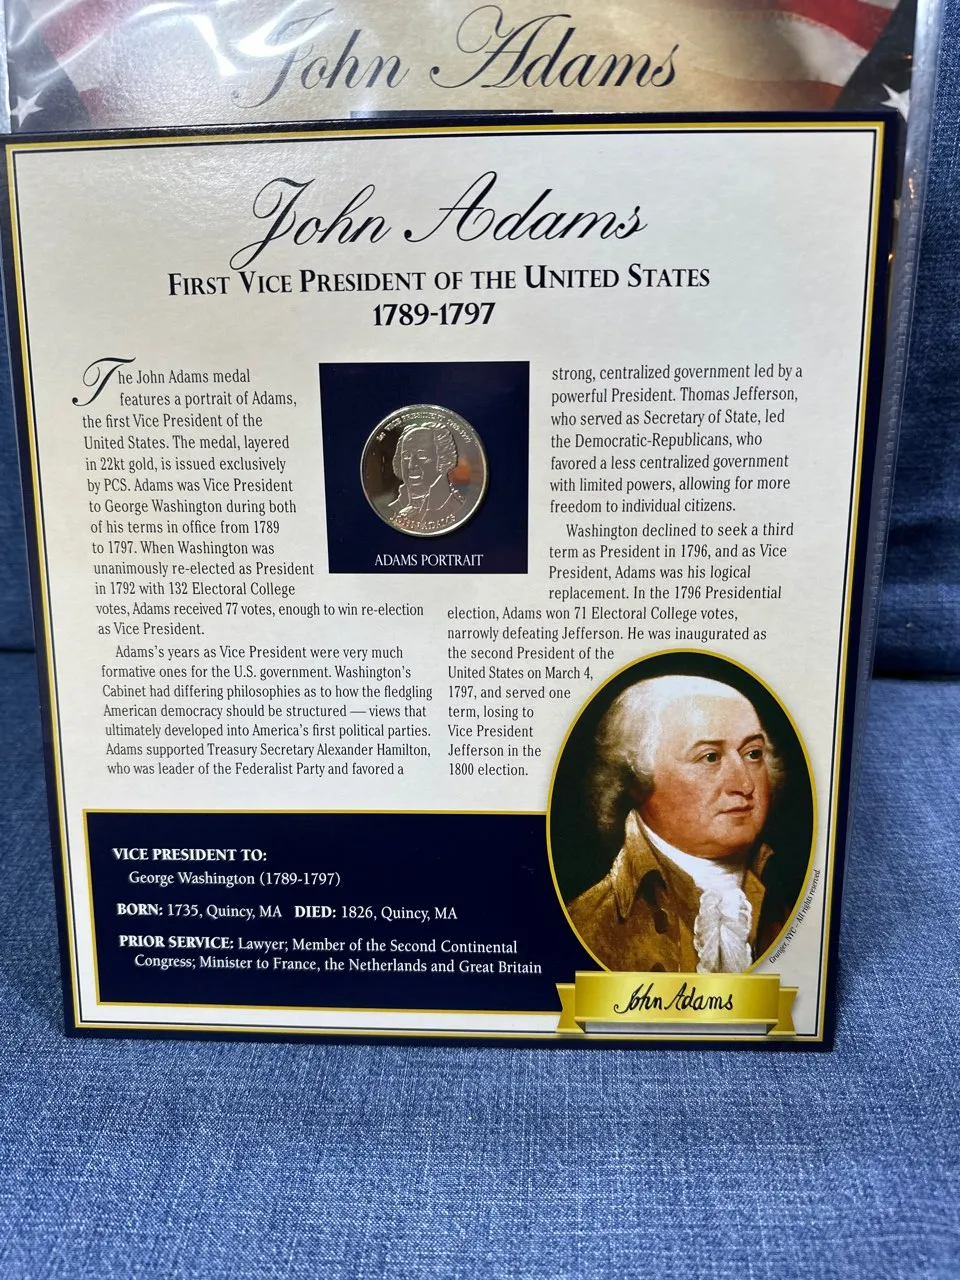 John Adams
John Adams
FIRST VICE PRESIDENT OF THE UNITED STATES
1789-1797
The John Adams medal
features a portrait of Adams,
the first Vice President of the
United States. The medal, layered
in 22kt gold, is issued exclusively
by PCS. Adams was Vice President
to George Washington during both
of his terms in office from 1789
to 1797. When Washington was
unanimously re-elected as President
in 1792 with 132 Electoral College
votes, Adams received 77 votes, enough to win re-election
as Vice President.
Adams's years as Vice President were very much
formative ones for the U.S. government. Washington's
Cabinet had differing philosophies as to how the fledgling
American democracy should be structured — views that
ultimately developed into America's first political parties.
Adams supported Treasury Secretary Alexander Hamilton,
who was leader of the Federalist Party and favored a
JOHN ADAMS
ADAMS PORTRAIT
strong, centralized government led by a
powerful President. Thomas Jefferson,
who served as Secretary of State, led
the Democratic-Republicans, who
favored a less centralized government
with limited powers, allowing for more
freedom to individual citizens.
Washington declined to seek a third
term as President in 1796, and as Vice
President, Adams was his logical
replacement. In the 1796 Presidential
election, Adams won 71 Electoral College votes,
narrowly defeating Jefferson. He was inaugurated as
the second President of the
United States on March 4,
1797, and served one
term, losing to
Vice President
Jefferson in the
1800 election.
VICE PRESIDENT TO:
George Washington (1789-1797)
BORN: 1735, Quincy, MA DIED: 1826, Quincy, MA
PRIOR SERVICE: Lawyer; Member of the Second Continental
Congress; Minister to France, the Netherlands and Great Britain
John Adams
Granger, NYC – All rights reserved.